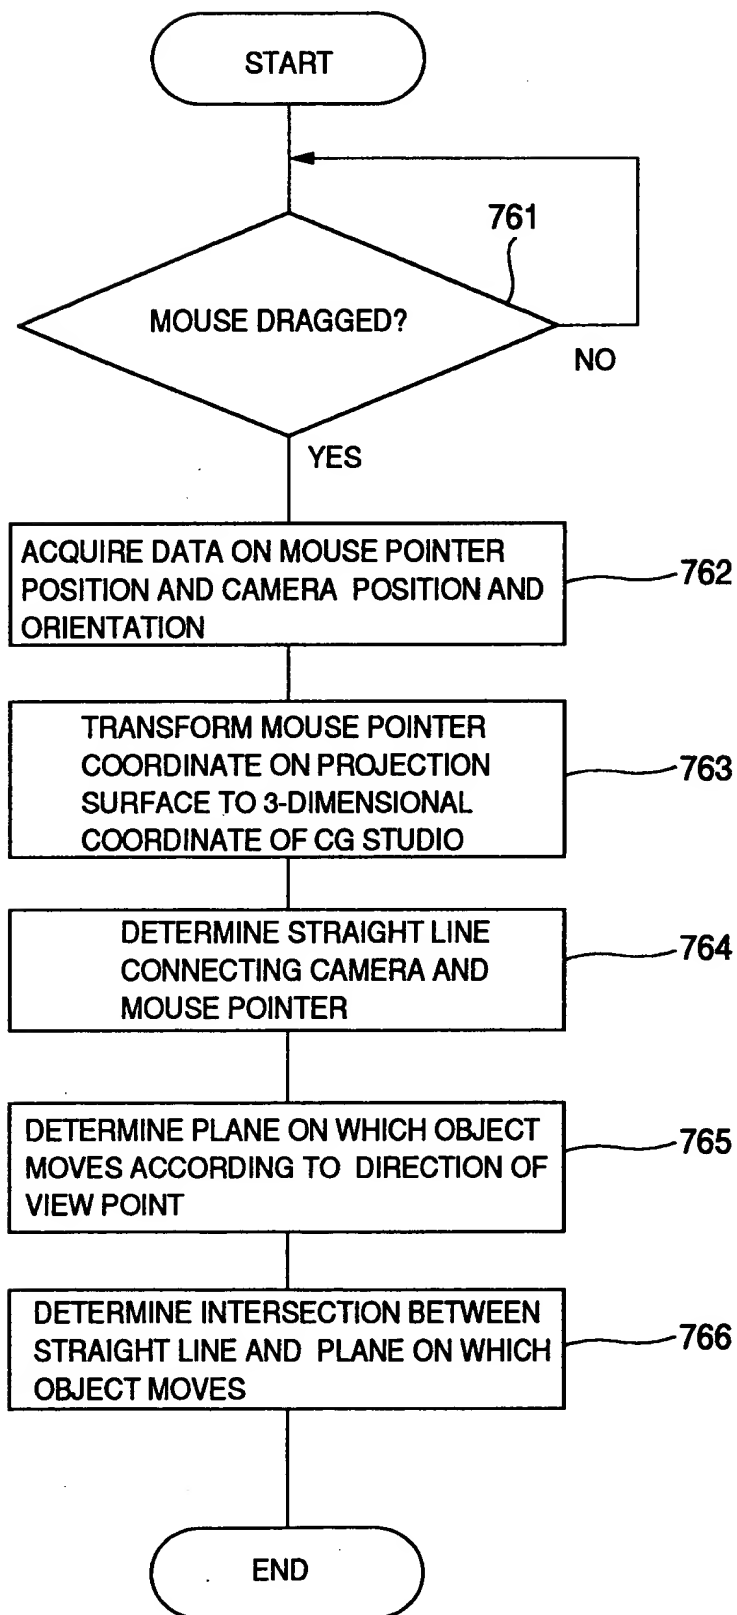 START
761
MOUSE DRAGGED?
NO
YES
ACQUIRE DATA ON MOUSE POINTER
POSITION AND CAMERA POSITION AND
ORIENTATION
762
TRANSFORM MOUSE POINTER
COORDINATE ON PROJECTION
SURFACE TO 3-DIMENSIONAL
COORDINATE OF CG STUDIO
763
DETERMINE STRAIGHT LINE
CONNECTING CAMERA AND
MOUSE POINTER
764
DETERMINE PLANE ON WHICH OBJECT
MOVES ACCORDING TO DIRECTION OF
VIEW POINT
765
DETERMINE INTERSECTION BETWEEN
STRAIGHT LINE AND PLANE ON WHICH
OBJECT MOVES
766
END